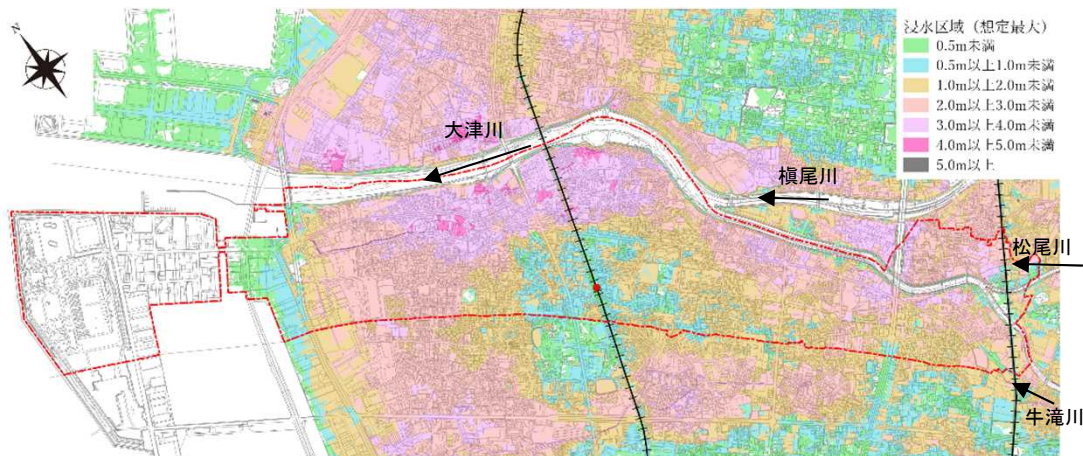 N
浸水区域（想定最大）
0.5m未満
0.5m以上1.0m未満
1.0m以上2.0m未満
2.0m以上3.0m未満
3.0m以上4.0m未満
4.0m以上5.0m未満
5.0m以上
大津川
槇尾川
松尾川
牛滝川